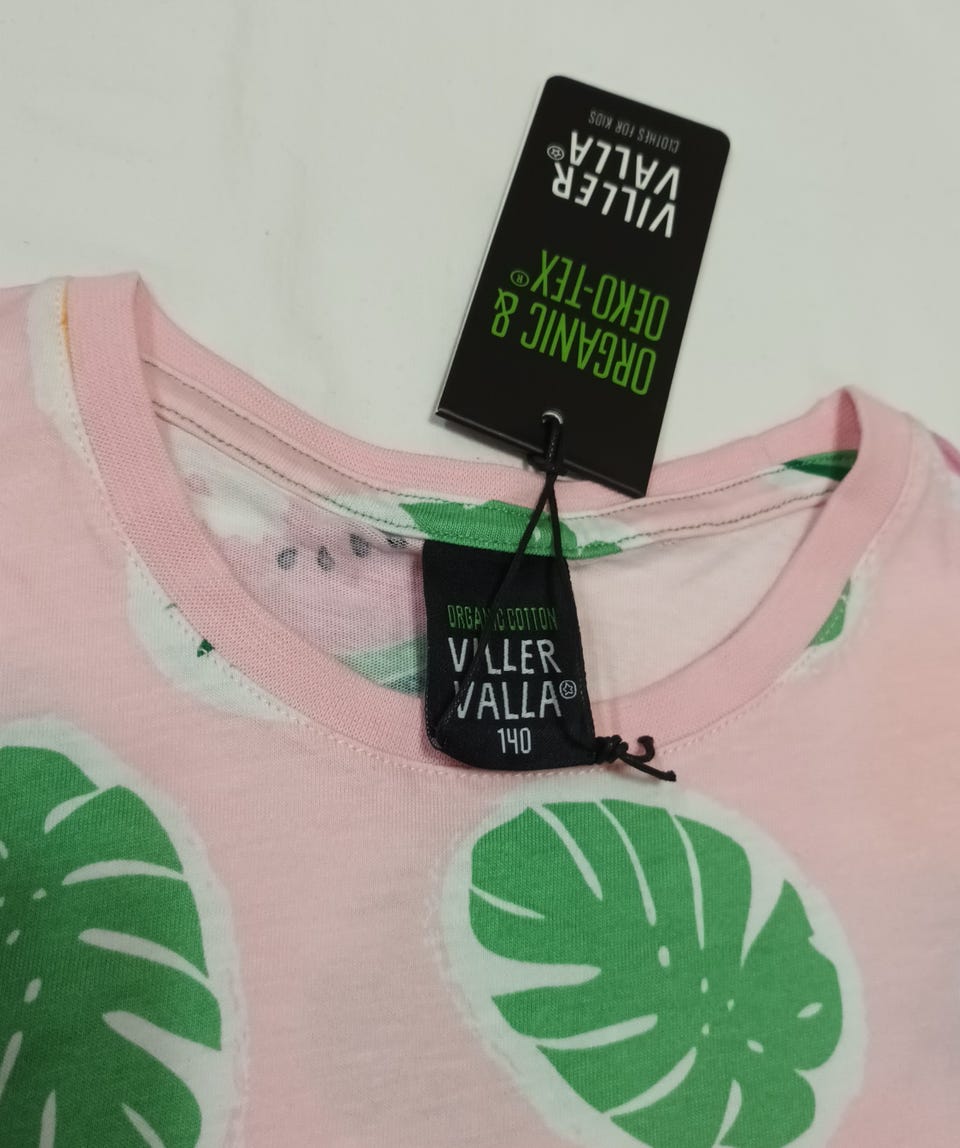 ORGANIC &
OEKO-TEX®
VILLER
VALLA
CLOTHES FOR KIDS
ORGANIC COTTON
VILLER
VALLA
140